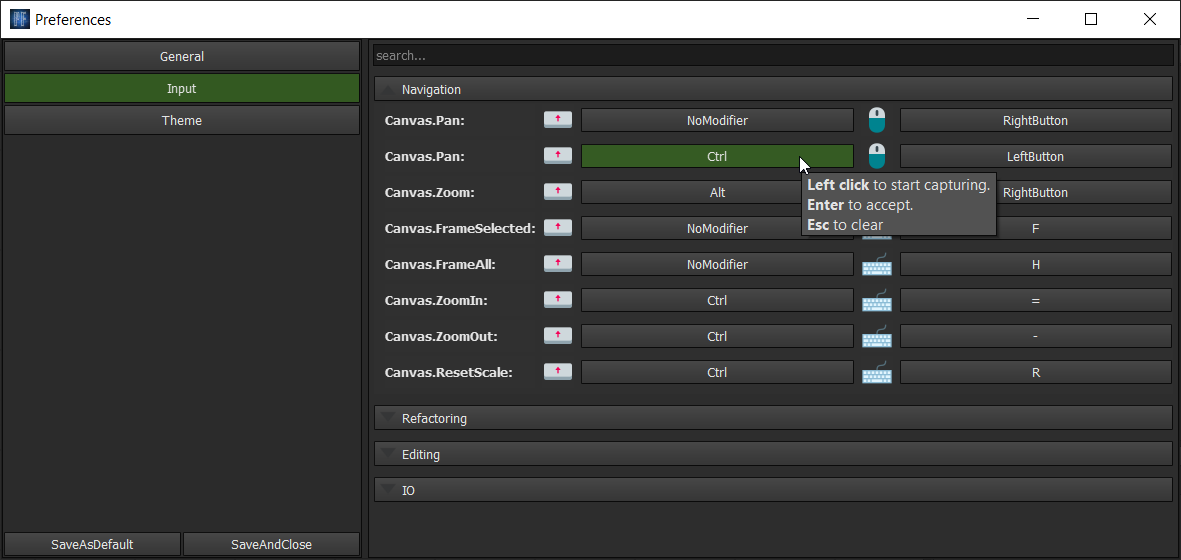 PF Preferences
General
Input
Theme
SaveAsDefault SaveAndClose
search...
Navigation
Canvas.Pan: NoModifier RightButton
Canvas.Pan: Ctrl LeftButton
Canvas.Zoom: Alt RightButton
Canvas.FrameSelected: NoModifier F
Canvas.FrameAll: NoModifier H
Canvas.ZoomIn: Ctrl =
Canvas.ZoomOut: Ctrl -
Canvas.ResetScale: Ctrl R
Left click to start capturing.
Enter to accept.
Esc to clear
Refactoring
Editing
IO